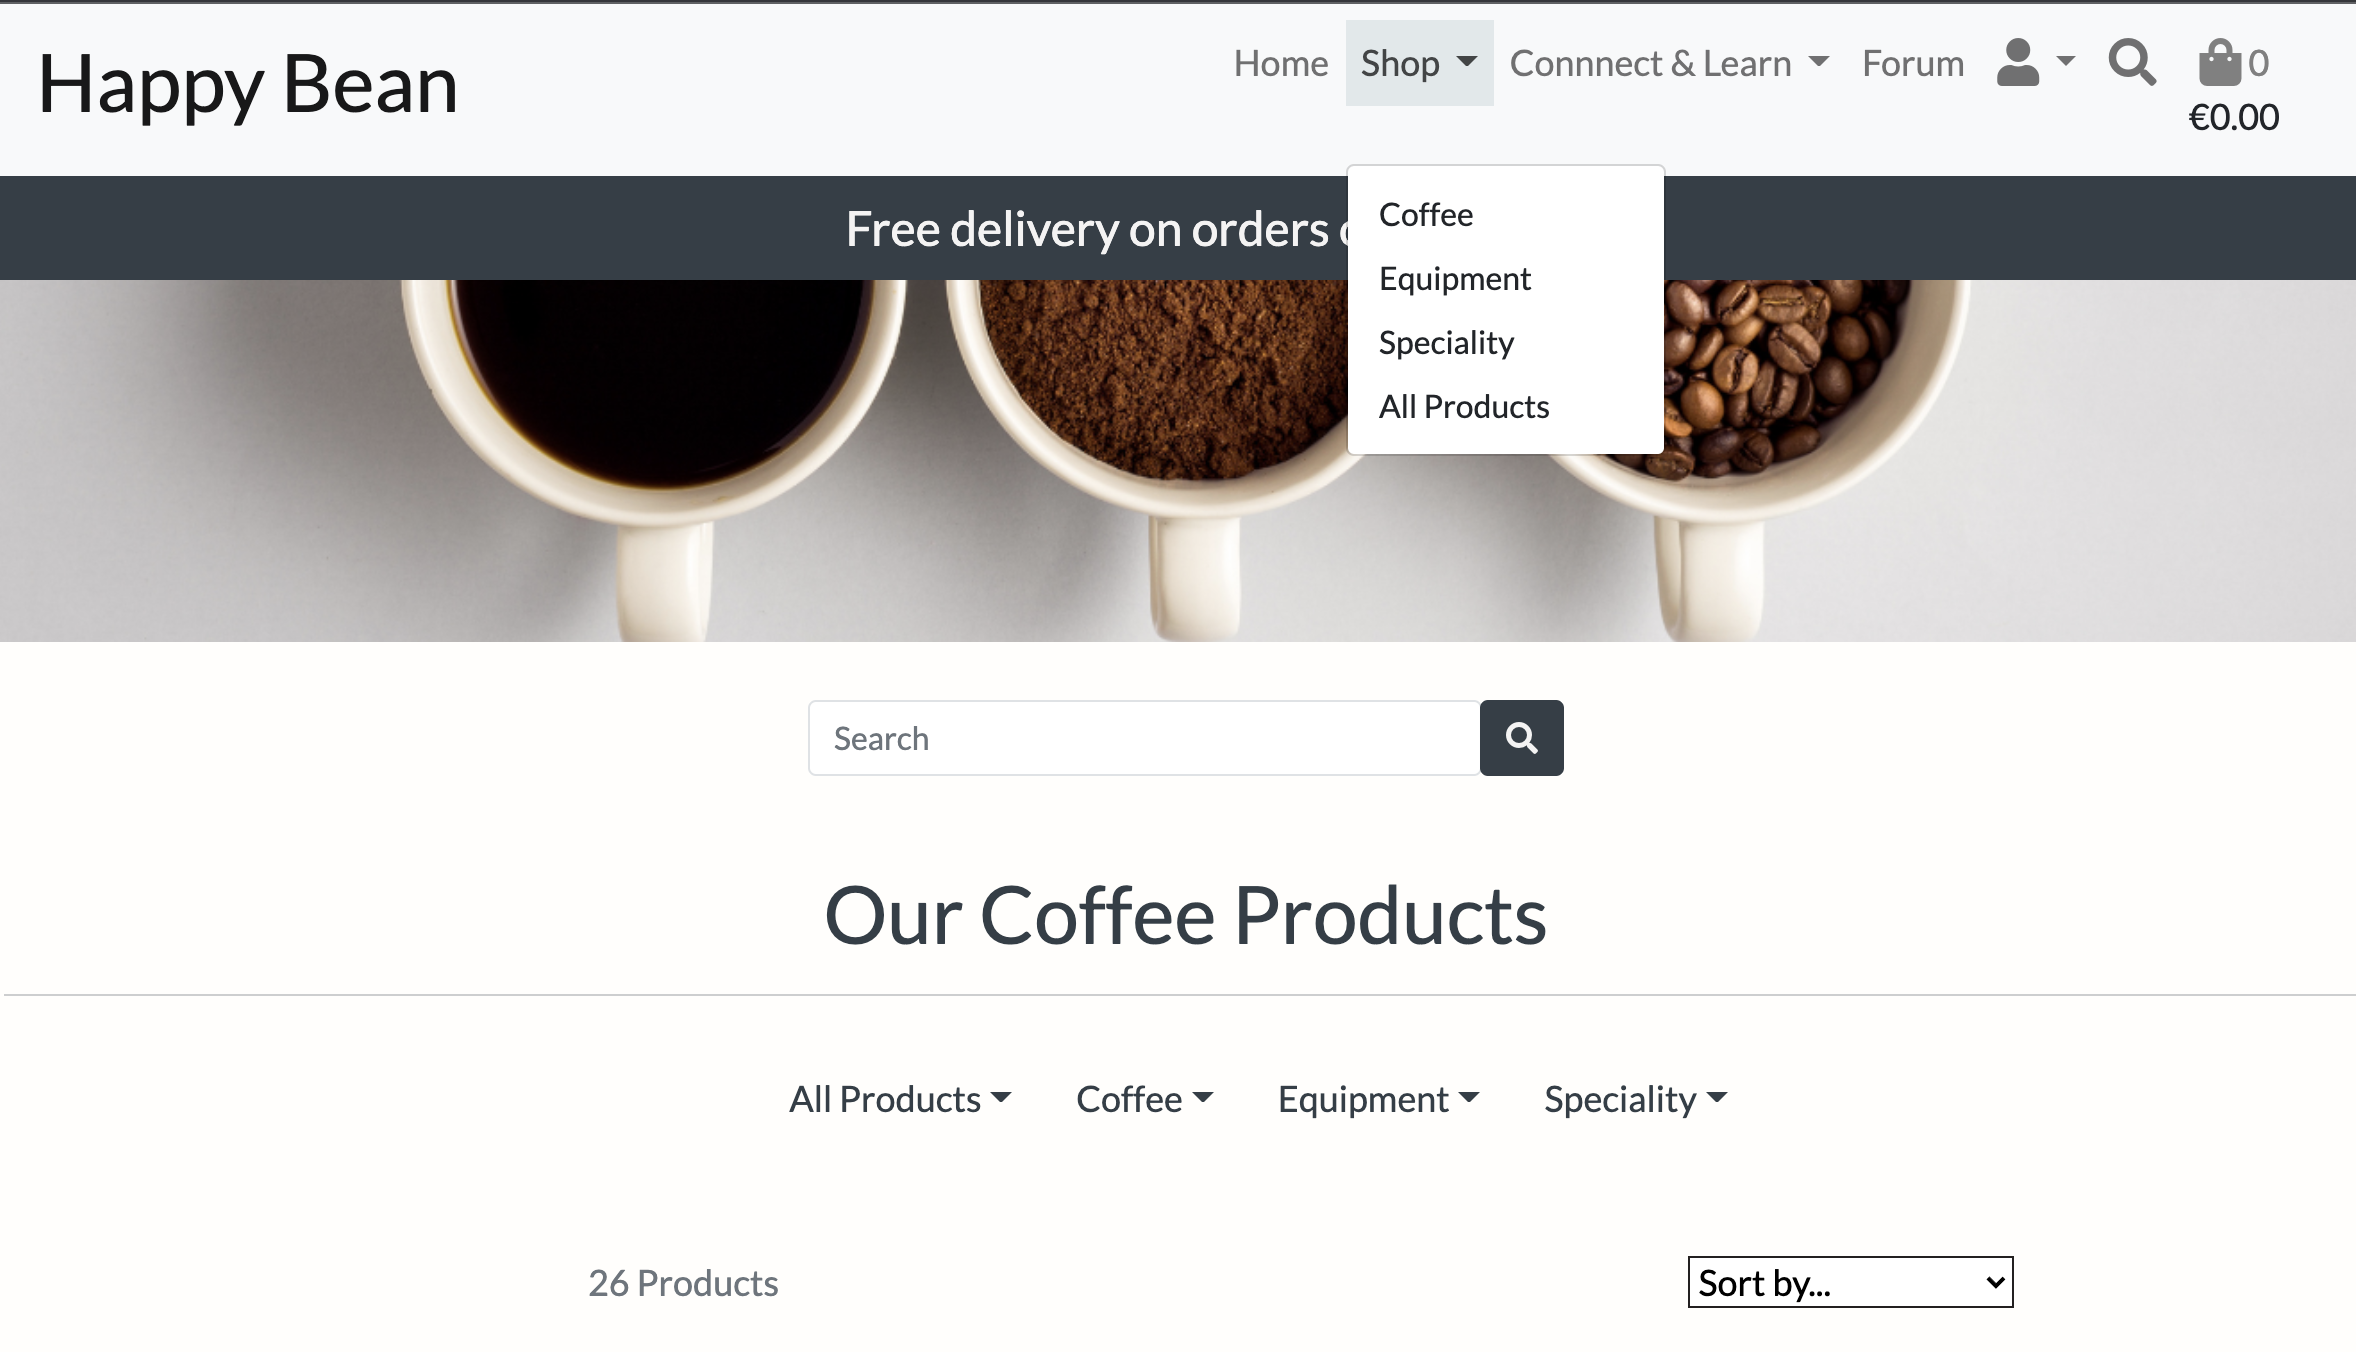 Happy Bean
Home Shop Connnect & Learn Forum 0
€0.00
Free delivery on orders
Coffee
Equipment
Speciality
All Products
Search
Our Coffee Products
All Products Coffee Equipment Speciality
26 Products
Sort by...